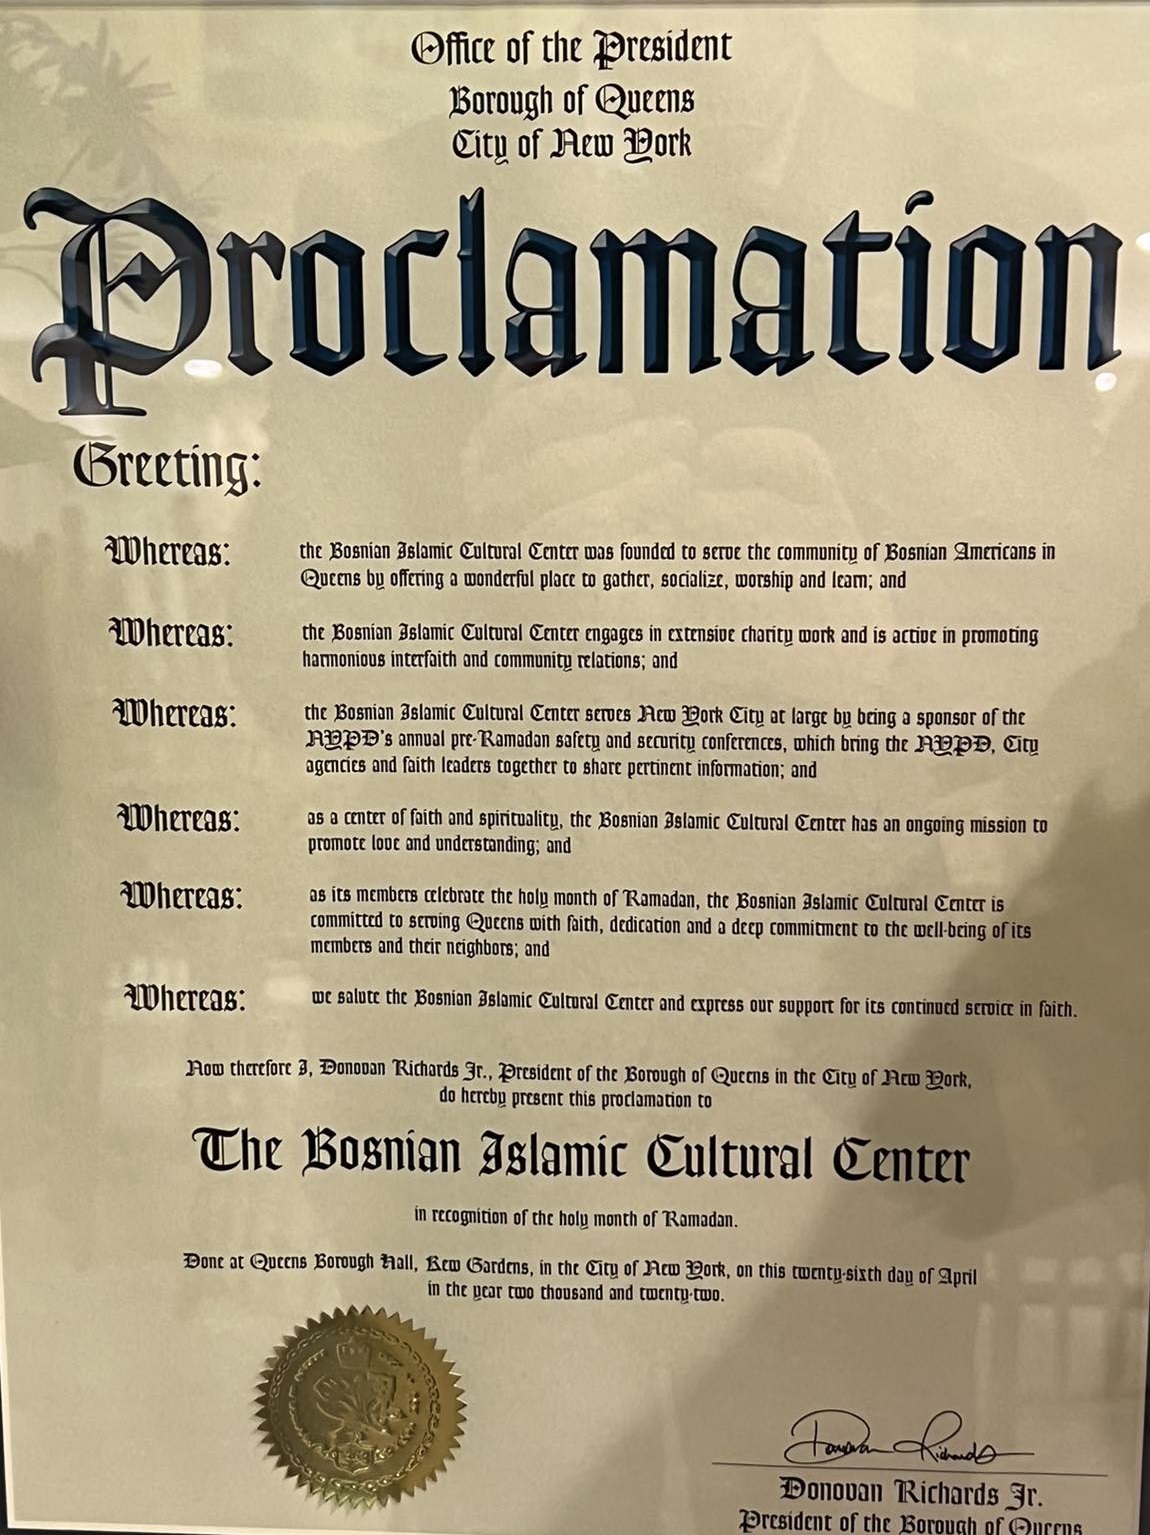 Office of the President
Borough of Queens
City of New York
Proclamation
Greeting:
Whereas: the Bosnian Islamic Cultural Center was founded to serve the community of Bosnian Americans in
Queens by offering a wonderful place to gather, socialize, worship and learn; and
Whereas: the Bosnian Islamic Cultural Center engages in extensive charity work and is active in promoting
harmonious interfaith and community relations; and
Whereas: the Bosnian Islamic Cultural Center serves New York City at large by being a sponsor of the
NYPD's annual pre-Ramadan safety and security conferences, which bring the NYPD, City
agencies and faith leaders together to share pertinent information; and
Whereas: as a center of faith and spirituality, the Bosnian Islamic Cultural Center has an ongoing mission to
promote love and understanding; and
Whereas: as its members celebrate the holy month of Ramadan, the Bosnian Islamic Cultural Center is
committed to serving Queens with faith, dedication and a deep commitment to the well-being of its
members and their neighbors; and
Whereas: we salute the Bosnian Islamic Cultural Center and express our support for its continued service in faith.
Now therefore I, Donovan Richards Jr., President of the Borough of Queens in the City of New York,
do hereby present this proclamation to
The Bosnian Islamic Cultural Center
in recognition of the holy month of Ramadan.
Done at Queens Borough Hall, Kew Gardens, in the City of New York, on this twenty-sixth day of April
in the year two thousand and twenty-two.
Donovan Richards
Donovan Richards Jr.
President of the Borough of Queens